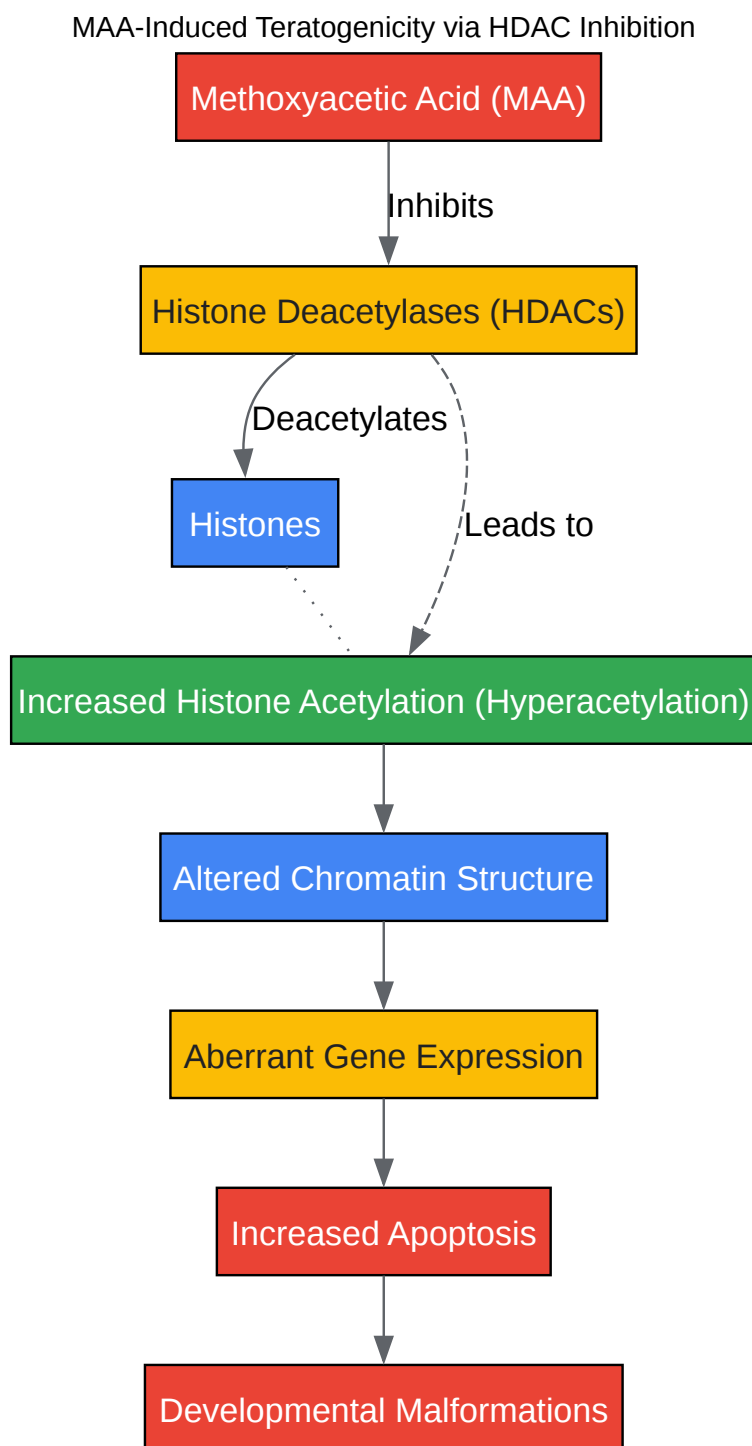 MAA-Induced Teratogenicity via HDAC Inhibition
Methoxyacetic Acid (MAA)
Inhibits
Histone Deacetylases (HDACs)
Deacetylates
Histones
Leads to
Increased Histone Acetylation (Hyperacetylation)
Altered Chromatin Structure
Aberrant Gene Expression
Increased Apoptosis
Developmental Malformations